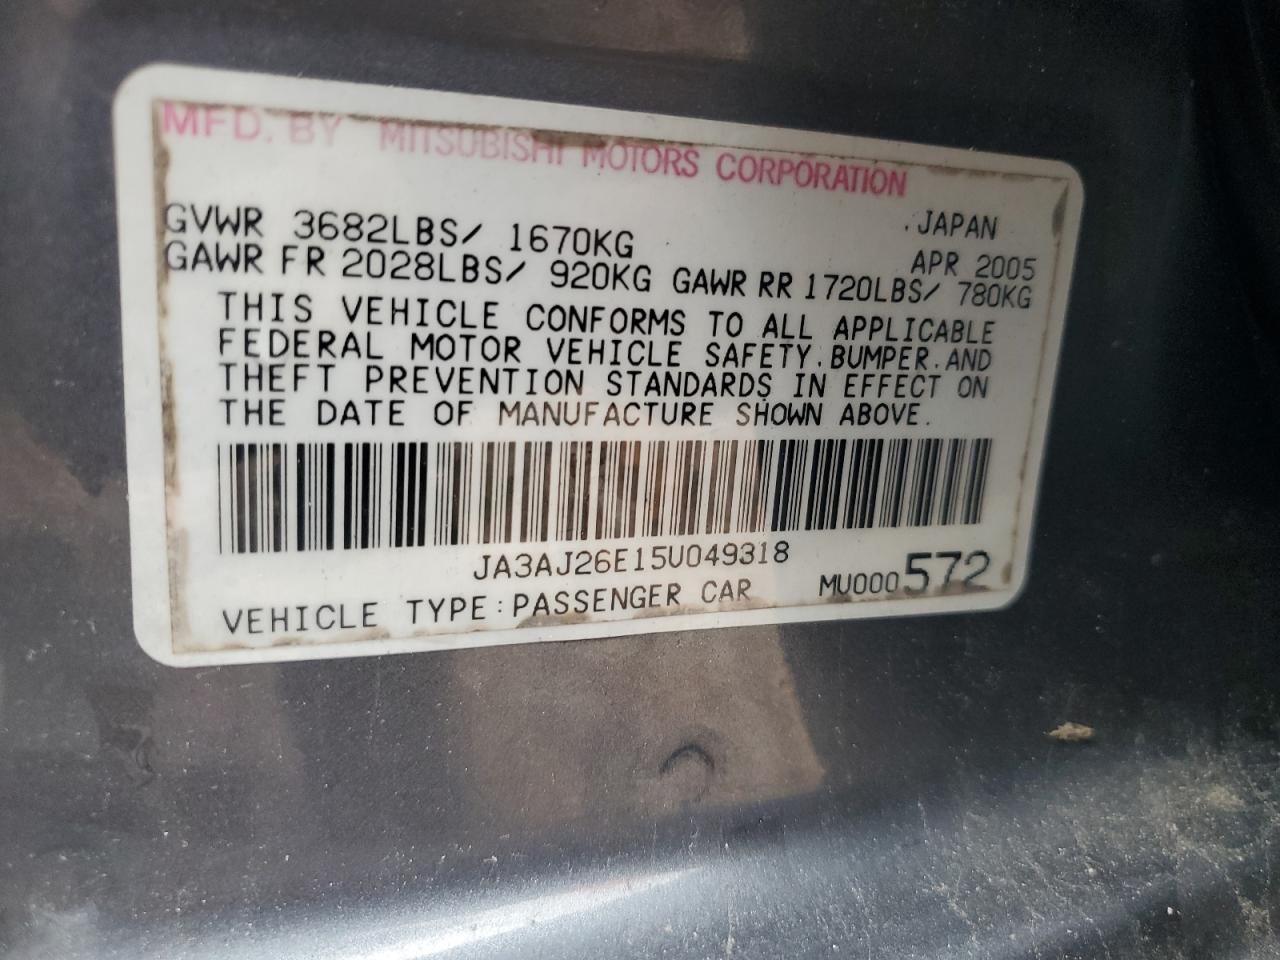 MFD. BY MITSUBISHI MOTORS CORPORATION
JAPAN
GVWR 3682LBS/ 1670KG APR 2005
GAWR FR 2028LBS/ 920KG GAWR RR 1720LBS/ 780KG
THIS VEHICLE CONFORMS TO ALL APPLICABLE
FEDERAL MOTOR VEHICLE SAFETY.BUMPER.AND
THEFT PREVENTION STANDARDS IN EFFECT ON
THE DATE OF MANUFACTURE SHOWN ABOVE.
JA3AJ26E15U049318
VEHICLE TYPE:PASSENGER CAR MU000572